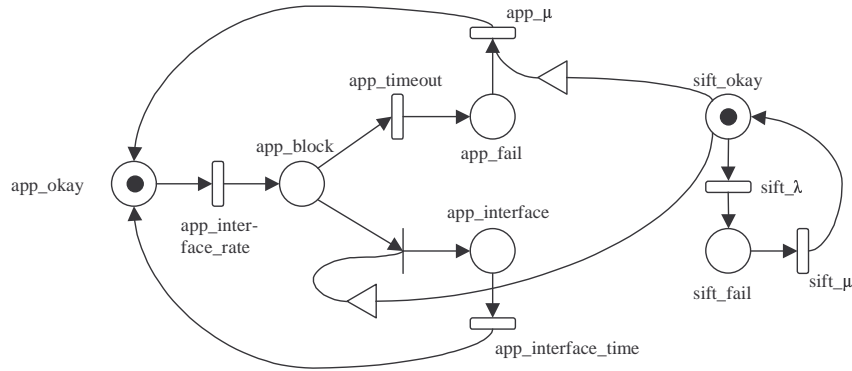 app_μ
sift_okay
app_timeout
app_block
app_fail
app_okay
sift_λ
app_interface
app_inter-
face_rate
sift_fail
sift_μ
app_interface_time